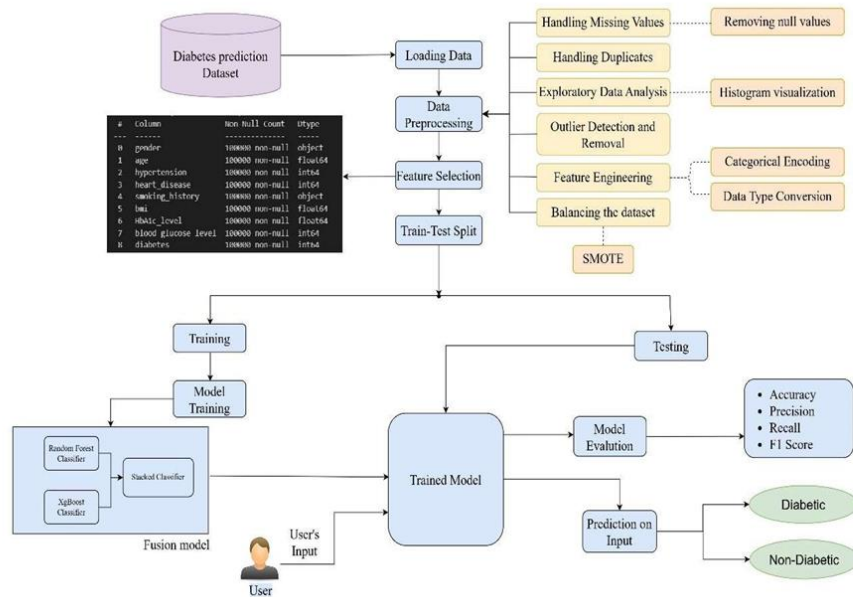 Diabetes prediction
Dataset
Loading Data
Data
Preprocessing
Feature Selection
Train-Test Split
Handling Missing Values
Removing null values
Handling Duplicates
Exploratory Data Analysis
Histogram visualization
Outlier Detection and
Removal
Feature Engineering
Categorical Encoding
Data Type Conversion
Balancing the dataset
SMOTE
# Column Non Null Count Dtype
0 gender 100000 non-null object
1 age 100000 non-null float64
2 hypertension 100000 non-null int64
3 heart_disease 100000 non-null int64
4 smoking_history 100000 non-null object
5 bmi 100000 non-null float64
6 HbA1c_level 100000 non-null float64
7 blood glucose level 100000 non-null int64
8 diabetes 100000 non-null int64
Training
Testing
Model
Training
Random Forest
Classifier
Stacked Classifier
XgBoost
Classifier
Fusion model
Trained Model
User's
Input
User
Model
Evalution
• Accuracy
• Precision
• Recall
• F1 Score
Prediction on
Input
Diabetic
Non-Diabetic